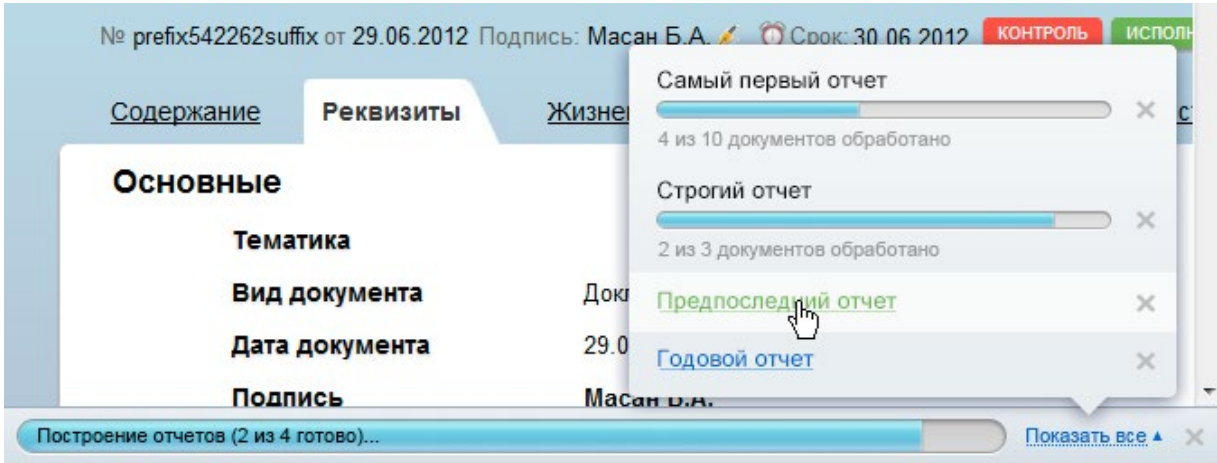 № prefix542262suffix от 29.06.2012 Подпись: Масан Б.А. Срок: 30.06.2012 КОНТРОЛЬ
Самый первый отчет
Содержание Реквизиты
4 из 10 документов обработано
Основные
Строгий отчет
Тематика
2 из 3 документов обработано
Вид документа
Предпоследний отчет
Дата документа 29.0
Годовой отчет
Подпись Масан Б.А.
Построение отчетов (2 из 4 готово)... Показать все